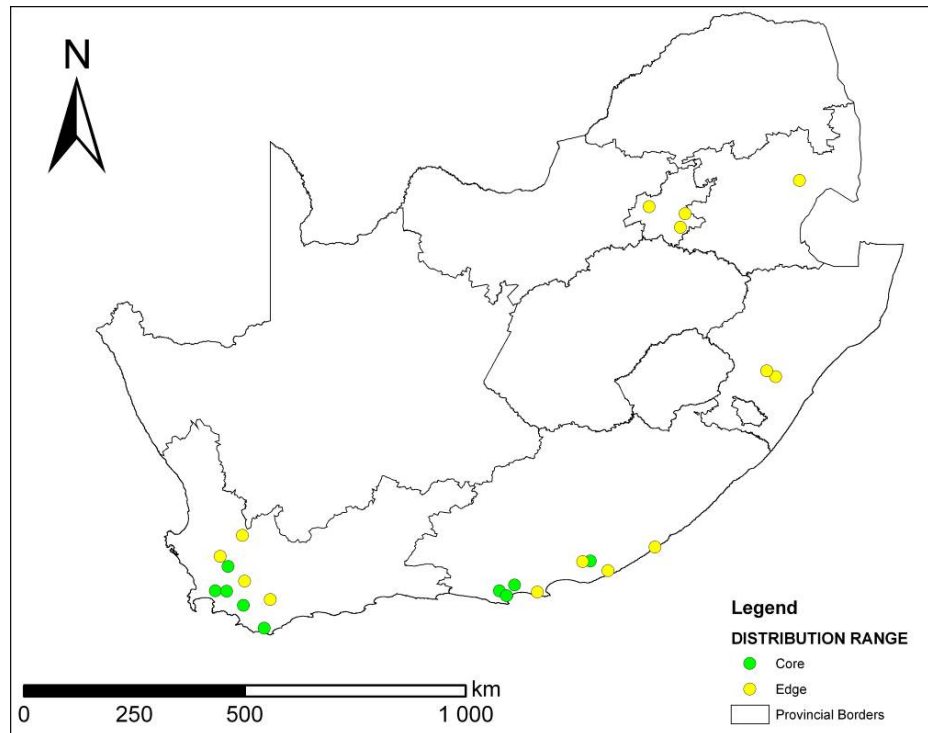 N
km
0 250 500 1 000
Legend
DISTRIBUTION RANGE
Core
Edge
Provincial Borders